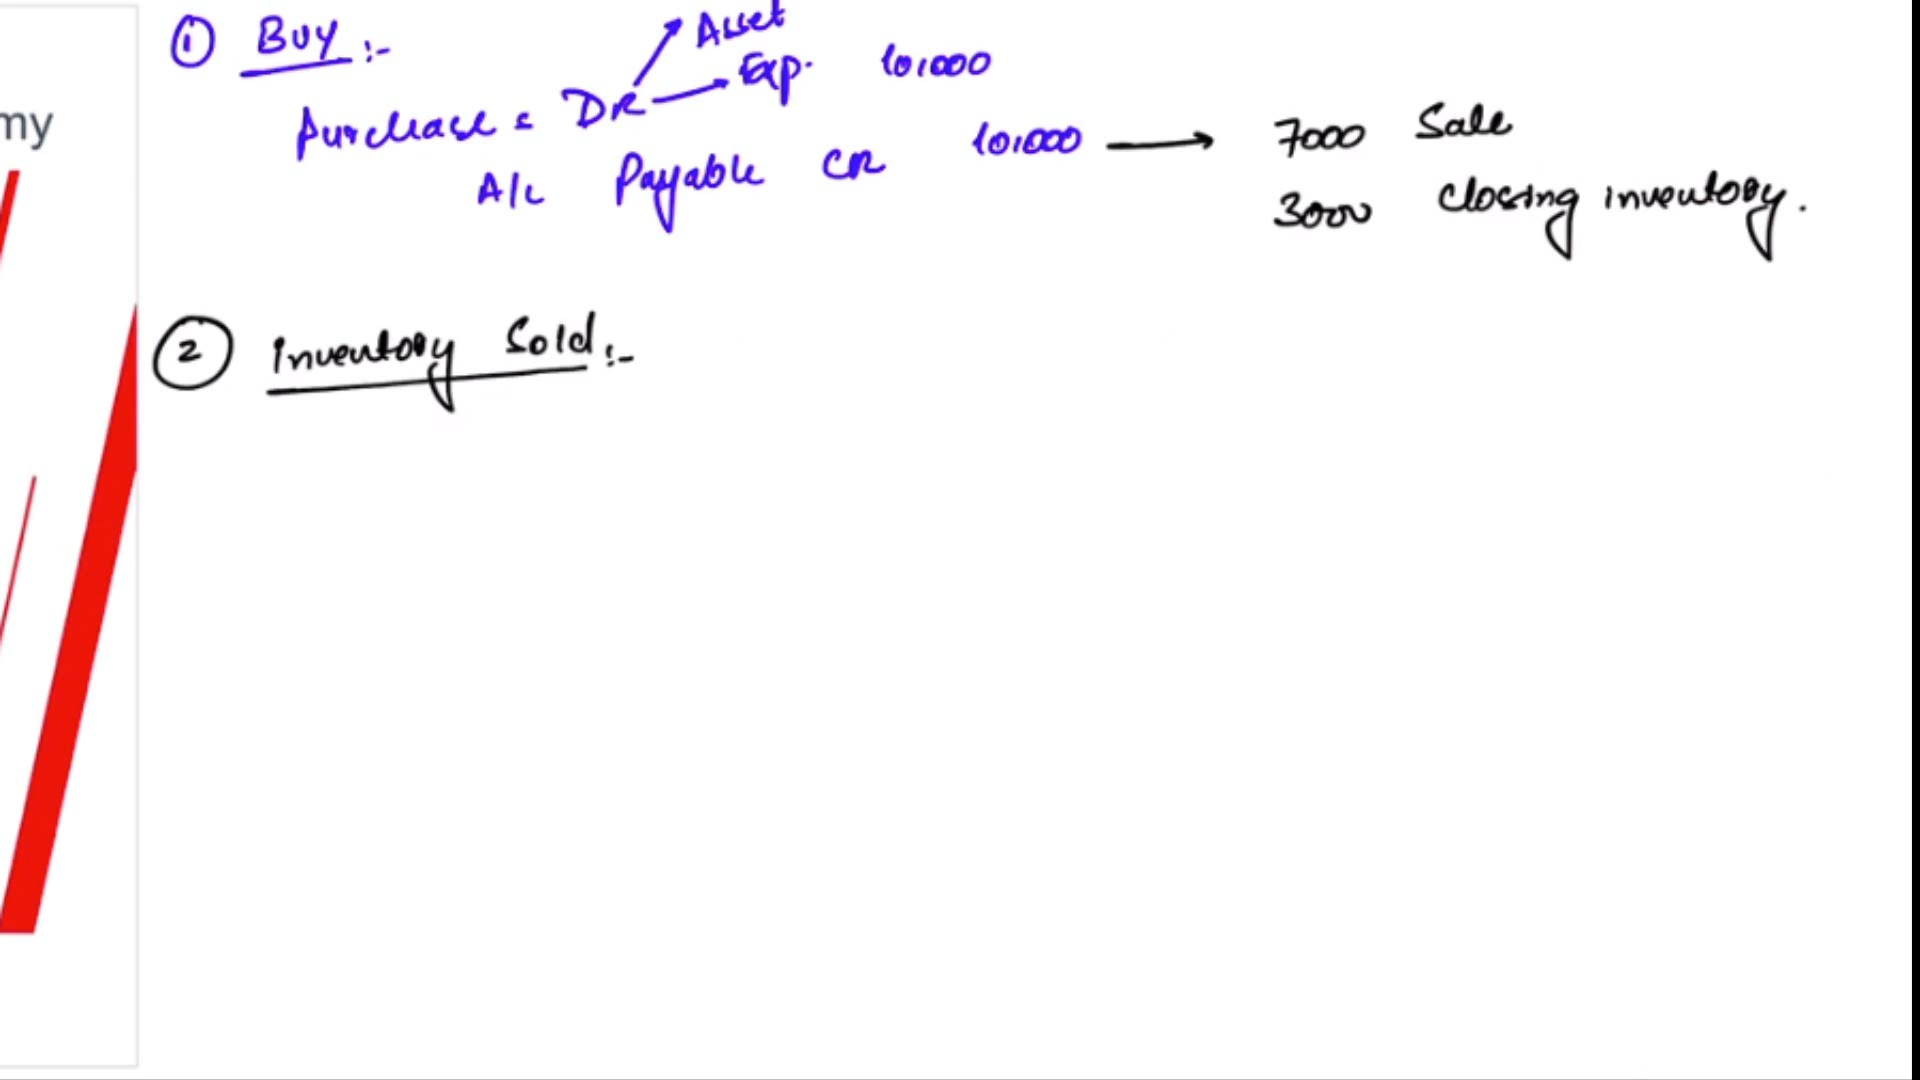 ① Buy :-
Asset
Purchase = DR Exp. 10,000
A/c Payable CR 10,000 → 7000 Sale
3000 closing inventory.
② Inventory Sold :-
my